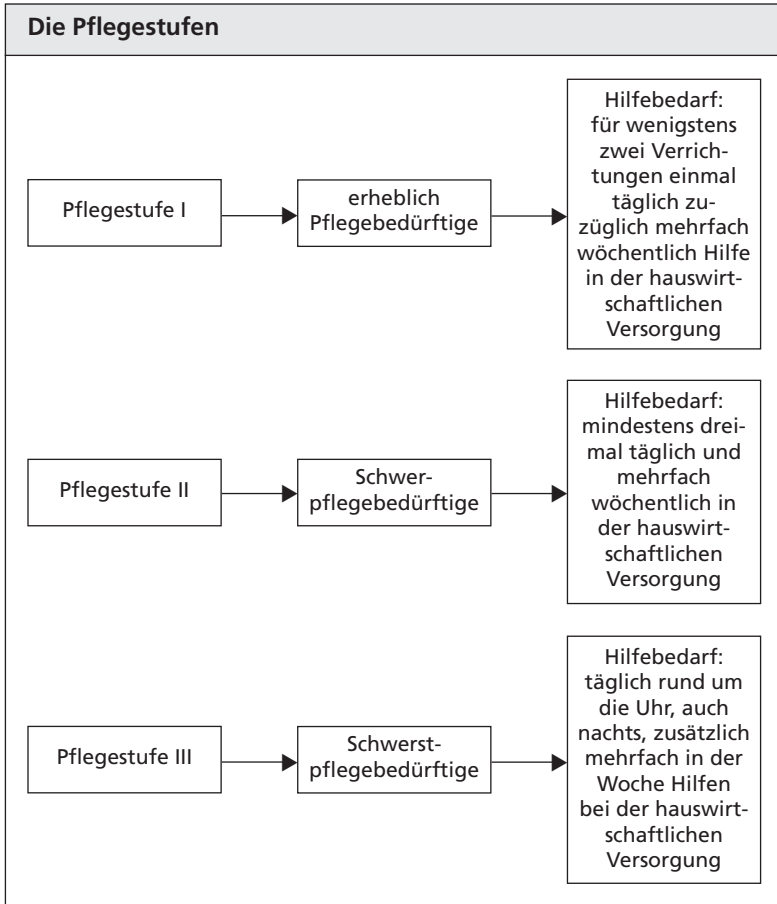 Die Pflegestufen
Pflegestufe I
erheblich
Pflegebedürftige
Hilfebedarf:
für wenigstens
zwei Verrich-
tungen einmal
täglich zu-
züglich mehrfach
wöchentlich Hilfe
in der hauswirt-
schaftlichen
Versorgung
Pflegestufe II
Schwer-
pflegebedürftige
Hilfebedarf:
mindestens drei-
mal täglich und
mehrfach
wöchentlich in
der hauswirt-
schaftlichen
Versorgung
Pflegestufe III
Schwerst-
pflegebedürftige
Hilfebedarf:
täglich rund um
die Uhr, auch
nachts, zusätzlich
mehrfach in der
Woche Hilfen
bei der hauswirt-
schaftlichen
Versorgung